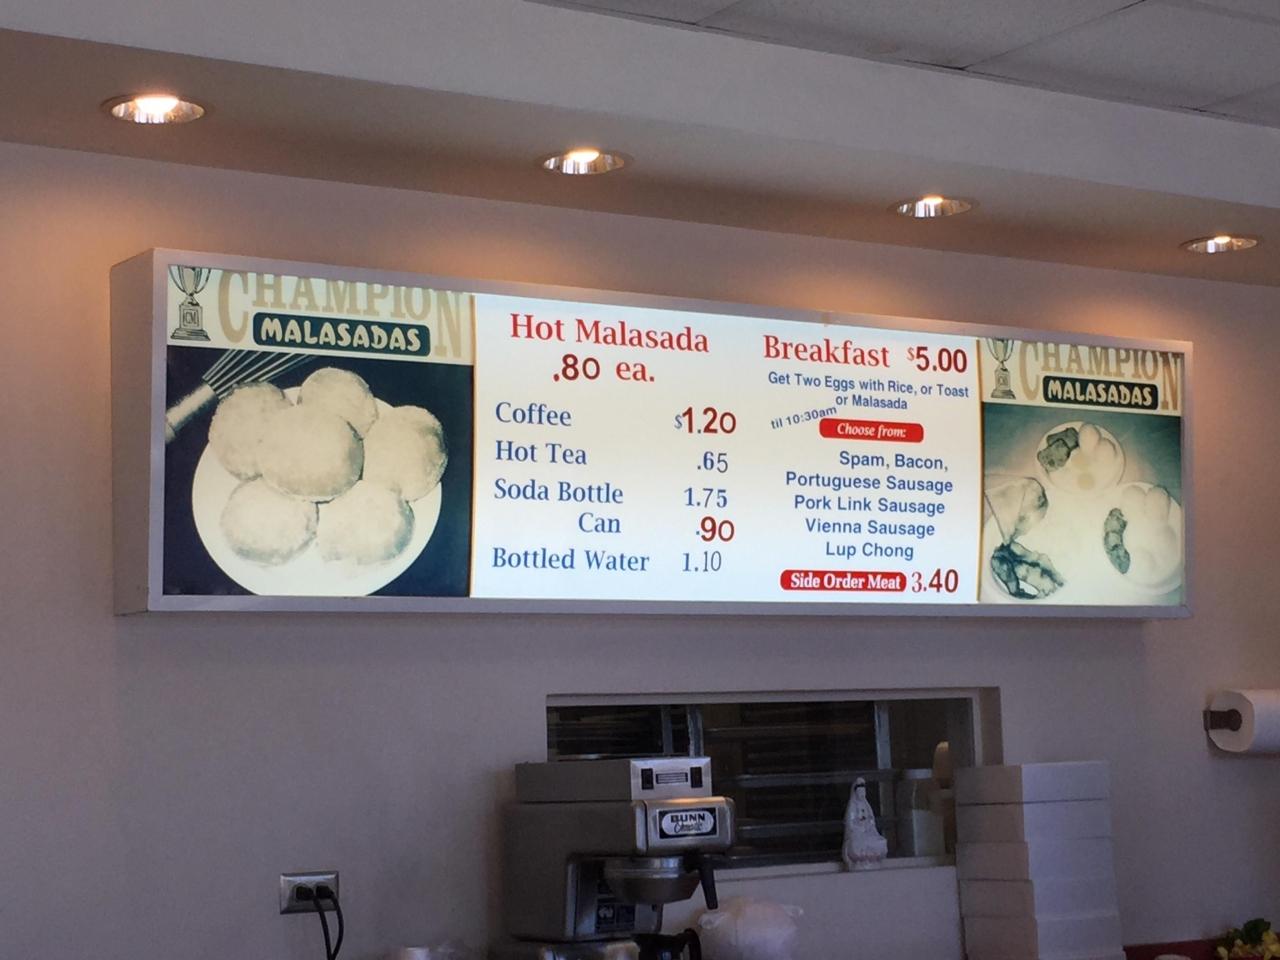 CHAMPION
MALASADAS
CM
Hot Malasada
.80 ea.
Coffee $1.20
Hot Tea .65
Soda Bottle 1.75
Can .90
Bottled Water 1.10
Breakfast $5.00
Get Two Eggs with Rice, or Toast
or Malasada
til 10:30am
Choose from:
Spam, Bacon,
Portuguese Sausage
Pork Link Sausage
Vienna Sausage
Lup Chong
Side Order Meat 3.40
CHAMPION
MALASADAS
BUNN
Omatic